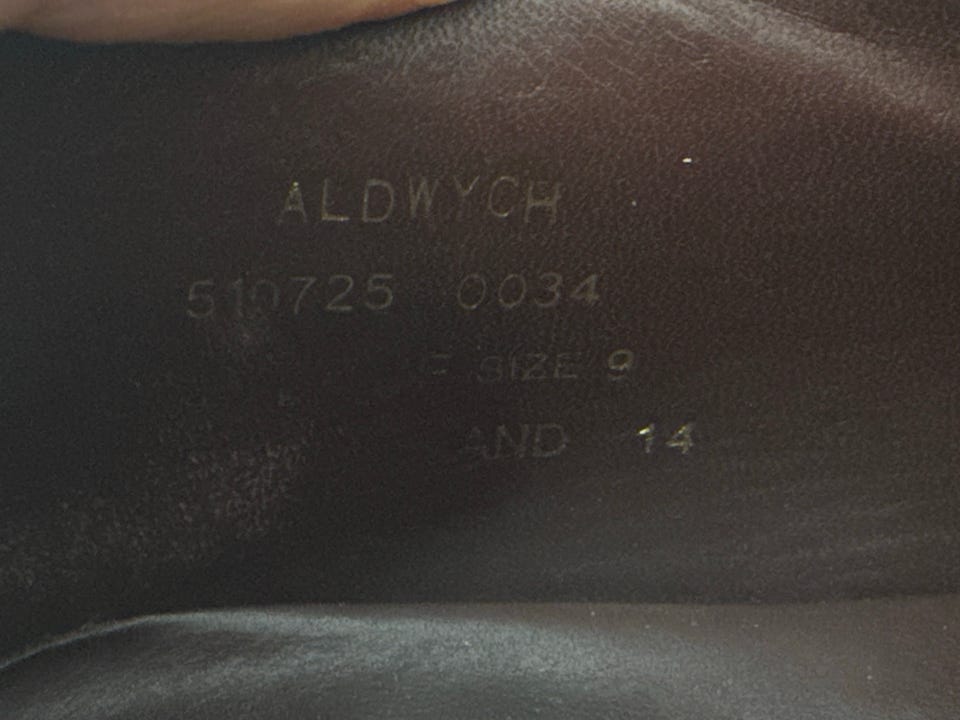 ALDWYCH
510725 0034
E SIZE 9
AND 14